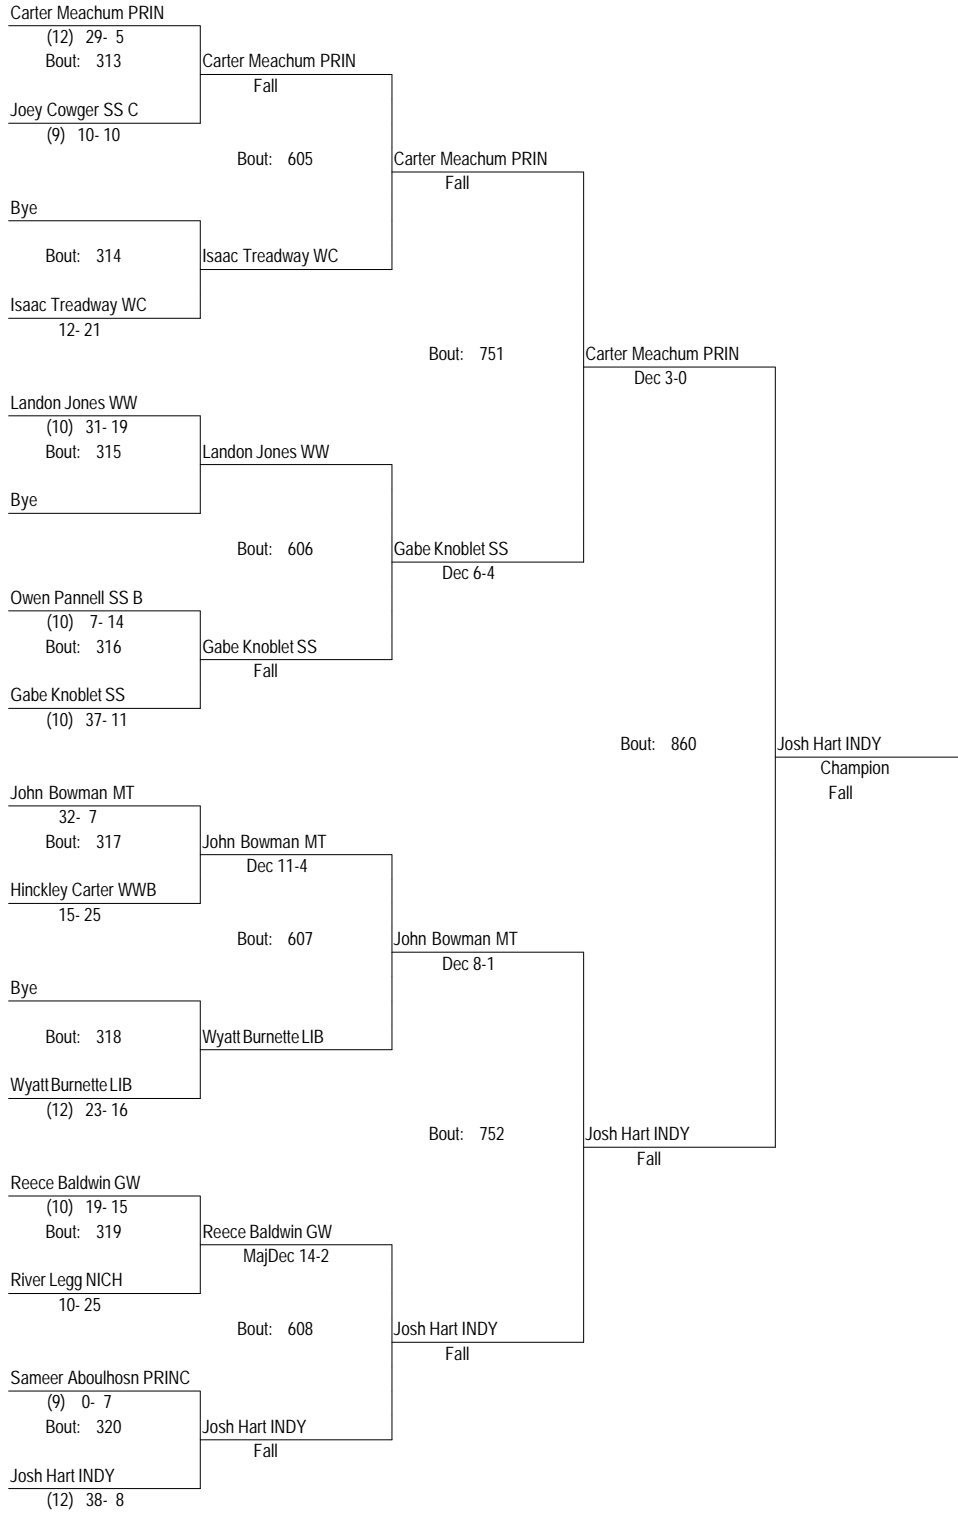 Carter Meachum PRIN
(12) 29- 5
Bout: 313
Carter Meachum PRIN
Fall
Joey Cowger SS C
(9) 10- 10
Bout: 605
Carter Meachum PRIN
Fall
Bye
Bout: 314
Isaac Treadway WC
Isaac Treadway WC
12- 21
Bout: 751
Carter Meachum PRIN
Dec 3-0
Landon Jones WW
(10) 31- 19
Bout: 315
Landon Jones WW
Bye
Bout: 606
Gabe Knoblet SS
Dec 6-4
Owen Pannell SS B
(10) 7- 14
Bout: 316
Gabe Knoblet SS
Fall
Gabe Knoblet SS
(10) 37- 11
Bout: 860
Josh Hart INDY
Champion
Fall
John Bowman MT
32- 7
Bout: 317
John Bowman MT
Dec 11-4
Hinckley Carter WWB
15- 25
Bout: 607
John Bowman MT
Dec 8-1
Bye
Bout: 318
Wyatt Burnette LIB
Wyatt Burnette LIB
(12) 23- 16
Bout: 752
Josh Hart INDY
Fall
Reece Baldwin GW
(10) 19- 15
Bout: 319
Reece Baldwin GW
MajDec 14-2
River Legg NICH
10- 25
Bout: 608
Josh Hart INDY
Fall
Sameer Aboulhosn PRINC
(9) 0- 7
Bout: 320
Josh Hart INDY
Fall
Josh Hart INDY
(12) 38- 8